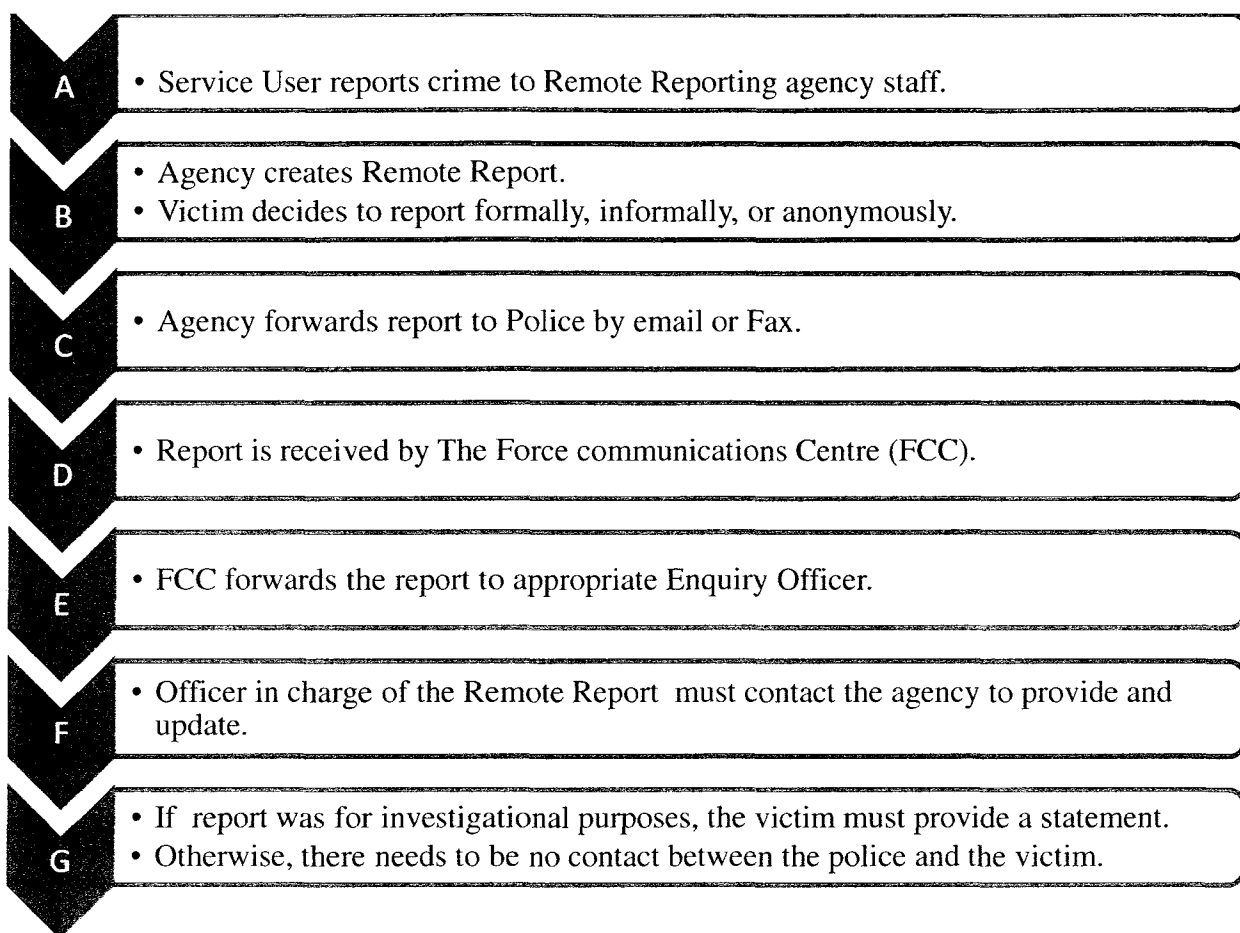 A
• Service User reports crime to Remote Reporting agency staff.
B
• Agency creates Remote Report.
• Victim decides to report formally, informally, or anonymously.
C
• Agency forwards report to Police by email or Fax.
D
• Report is received by The Force communications Centre (FCC).
E
• FCC forwards the report to appropriate Enquiry Officer.
F
• Officer in charge of the Remote Report must contact the agency to provide and
update.
G
• If report was for investigational purposes, the victim must provide a statement.
• Otherwise, there needs to be no contact between the police and the victim.